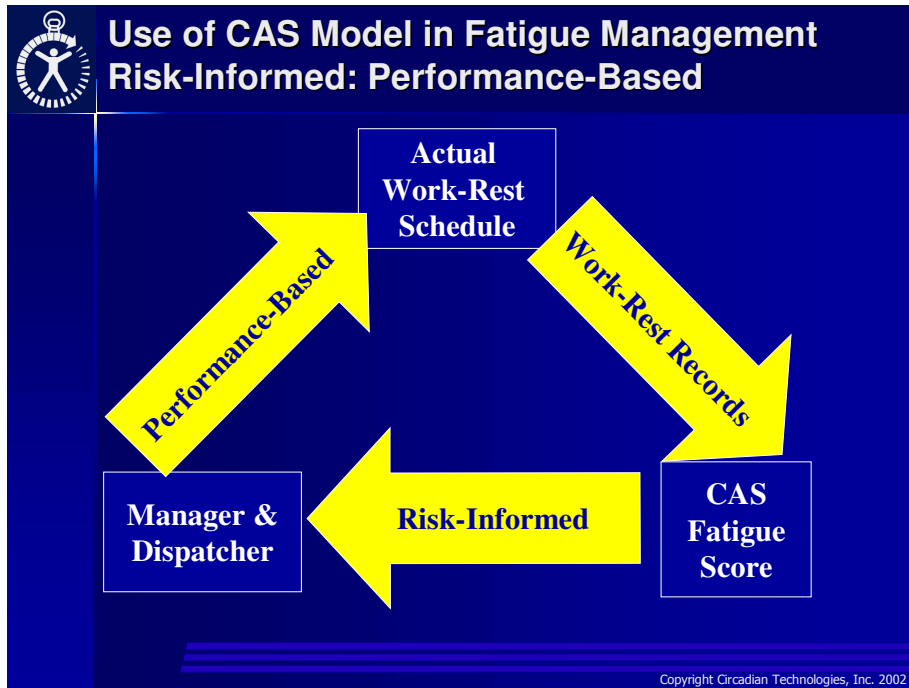 Use of CAS Model in Fatigue Management
Risk-Informed: Performance-Based
Actual
Work-Rest
Schedule
Work-Rest Records
Performance-Based
CAS
Fatigue
Score
Risk-Informed
Manager &
Dispatcher
Copyright Circadian Technologies, Inc. 2002